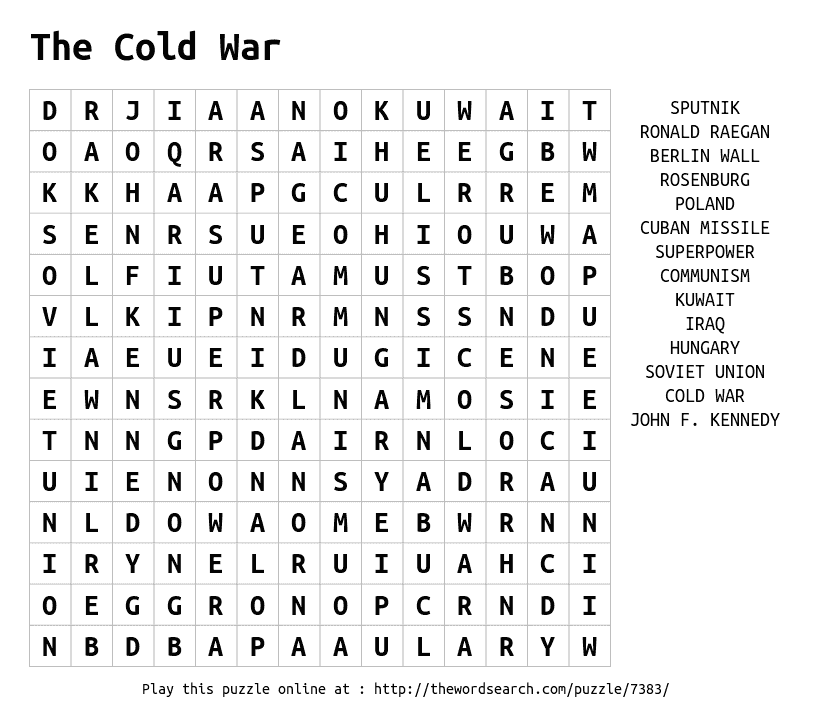 The Cold War
D R J I A A N O K U W A I T
O A O Q R S A I H E E G B W
K K H A A P G C U L R R E M
S E N R S U E O H I O U W A
O L F I U T A M U S T B O P
V L K I P N R M N S S N D U
I A E U E I D U G I C E N E
E W N S R K L N A M O S I E
T N N G P D A I R N L O C I
U I E N O N N S Y A D R A U
N L D O W A O M E B W R N N
I R Y N E L R U I U A H C I
O E G G R O N O P C R N D I
N B D B A P A A U L A R Y W
SPUTNIK
RONALD RAEGAN
BERLIN WALL
ROSENBURG
POLAND
CUBAN MISSILE
SUPERPOWER
COMMUNISM
KUWAIT
IRAQ
HUNGARY
SOVIET UNION
COLD WAR
JOHN F. KENNEDY
Play this puzzle online at : http://thewordsearch.com/puzzle/7383/